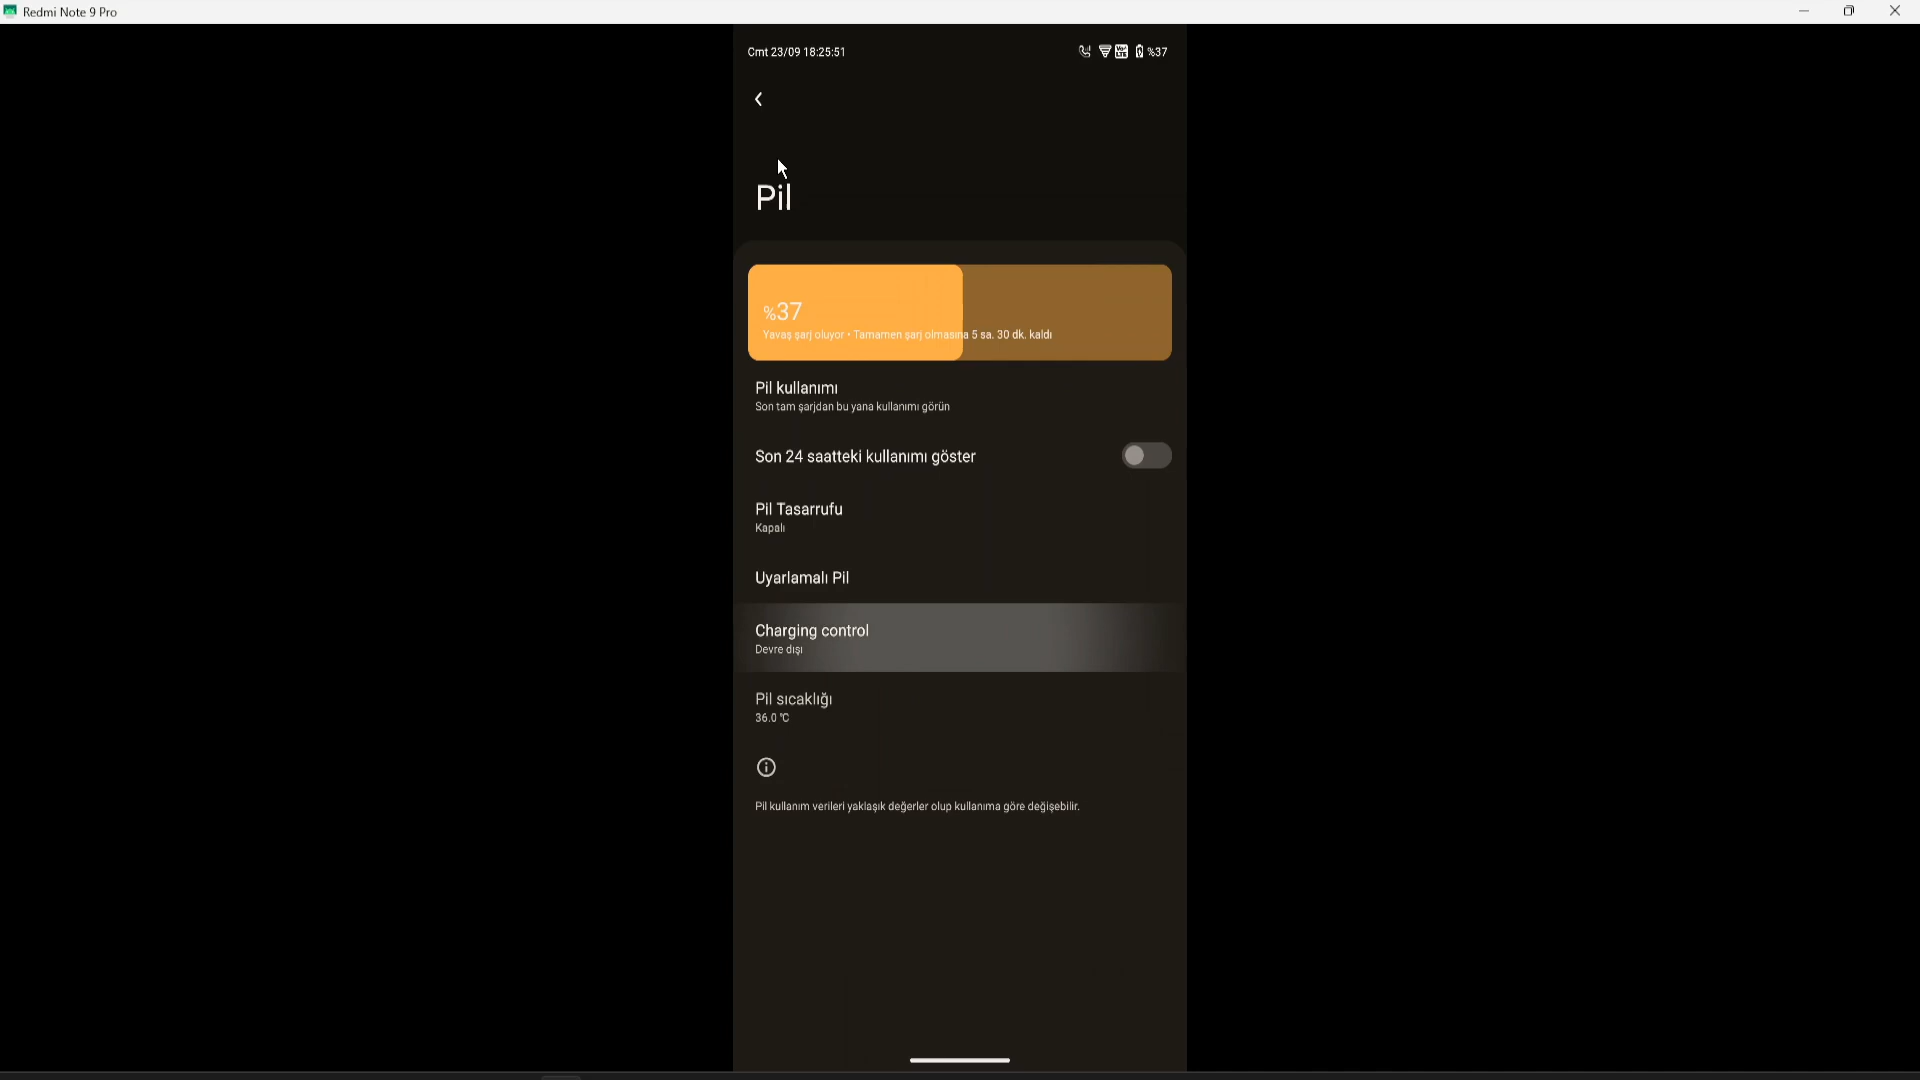 Redmi Note 9 Pro
Cmt 23/09 18:25:51
%37
Pil
%37
Yavaş şarj oluyor • Tamamen şarj olmasına 5 sa. 30 dk. kaldı
Pil kullanımı
Son tam şarjdan bu yana kullanımı görün
Son 24 saatteki kullanımı göster
Pil Tasarrufu
Kapalı
Uyarlamalı Pil
Charging control
Devre dışı
Pil sıcaklığı
36.0 ℃
Pil kullanım verileri yaklaşık değerler olup kullanıma göre değişebilir.